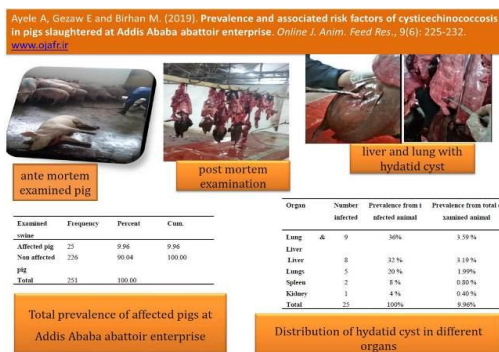 Ayele A, Gezaw E and Birhan M. (2019). Prevalence and associated risk factors of cysticechinococcosis
in pigs slaughtered at Addis Ababa abattoir enterprise. Online J. Anim. Feed Res., 9(6): 225-232.
www.ojafr.ir
ante mortem
examined pig
post mortem
examination
liver and lung with
hydatid cyst
Examined swine Frequency Percent Cum.
Affected pig 25 9.96 9.96
Non affected pig 226 90.04 100.00
Total 251 100.00
Total prevalence of affected pigs at
Addis Ababa abattoir enterprise
Organ Number infected Prevalence from i nfected animal Prevalence from total e xamined animal
Lung & Liver 9 36% 3.59 %
Liver 8 32 % 3.19 %
Lungs 5 20 % 1.99%
Spleen 2 8 % 0.80 %
Kidney 1 4 % 0.40 %
Total 25 100% 9.96%
Distribution of hydatid cyst in different
organs